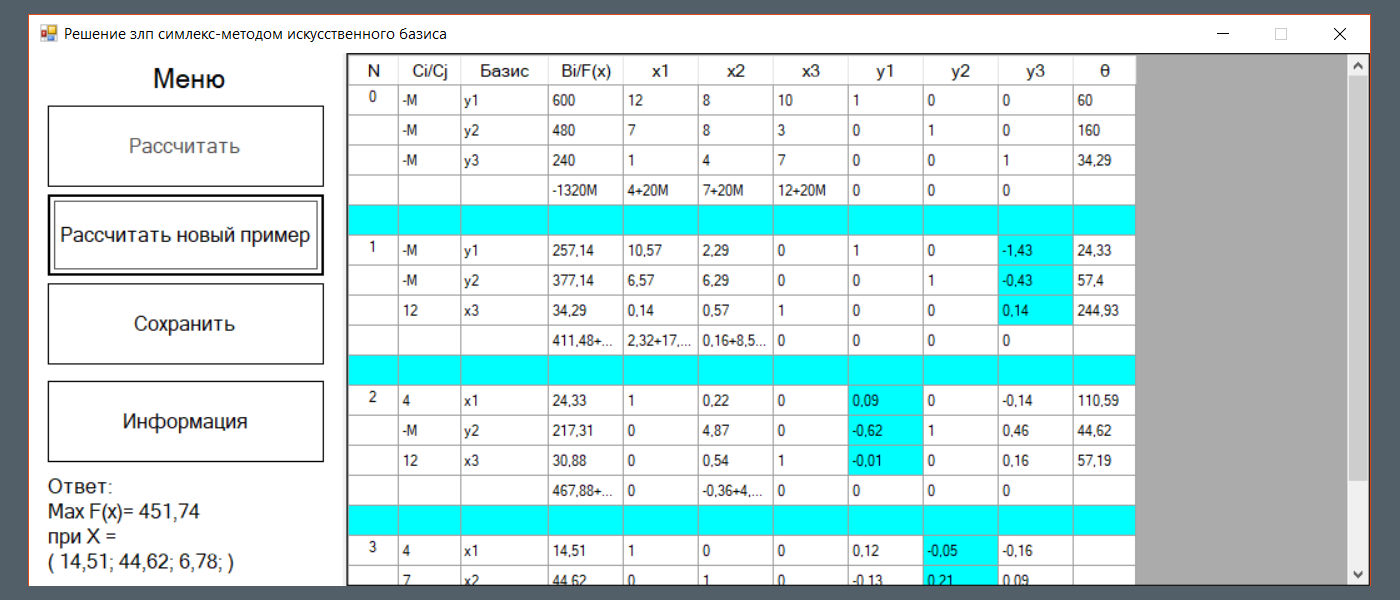 Решение злп симлекс-методом искусственного базиса
Меню
Рассчитать
Рассчитать новый пример
Сохранить
Информация
Ответ:
Max F(x)= 451,74
при X =
( 14,51; 44,62; 6,78; )
N Ci/Cj Базис Bi/F(x) x1 x2 x3 y1 y2 y3 θ
0 -M y1 600 12 8 10 1 0 0 60
-M y2 480 7 8 3 0 1 0 160
-M y3 240 1 4 7 0 0 1 34,29
-1320M 4+20M 7+20M 12+20M 0 0 0
1 -M y1 257,14 10,57 2,29 0 1 0 -1,43 24,33
-M y2 377,14 6,57 6,29 0 0 1 -0,43 57,4
12 x3 34,29 0,14 0,57 1 0 0 0,14 244,93
411,48+... 2,32+17,... 0,16+8,5... 0 0 0 0
2 4 x1 24,33 1 0,22 0 0,09 0 -0,14 110,59
-M y2 217,31 0 4,87 0 -0,62 1 0,46 44,62
12 x3 30,88 0 0,54 1 -0,01 0 0,16 57,19
467,88+... 0 -0,36+4,... 0 0 0 0
3 4 x1 14,51 1 0 0 0,12 -0,05 -0,16
7 x2 44,62 0 1 0 -0,13 0,21 0,09